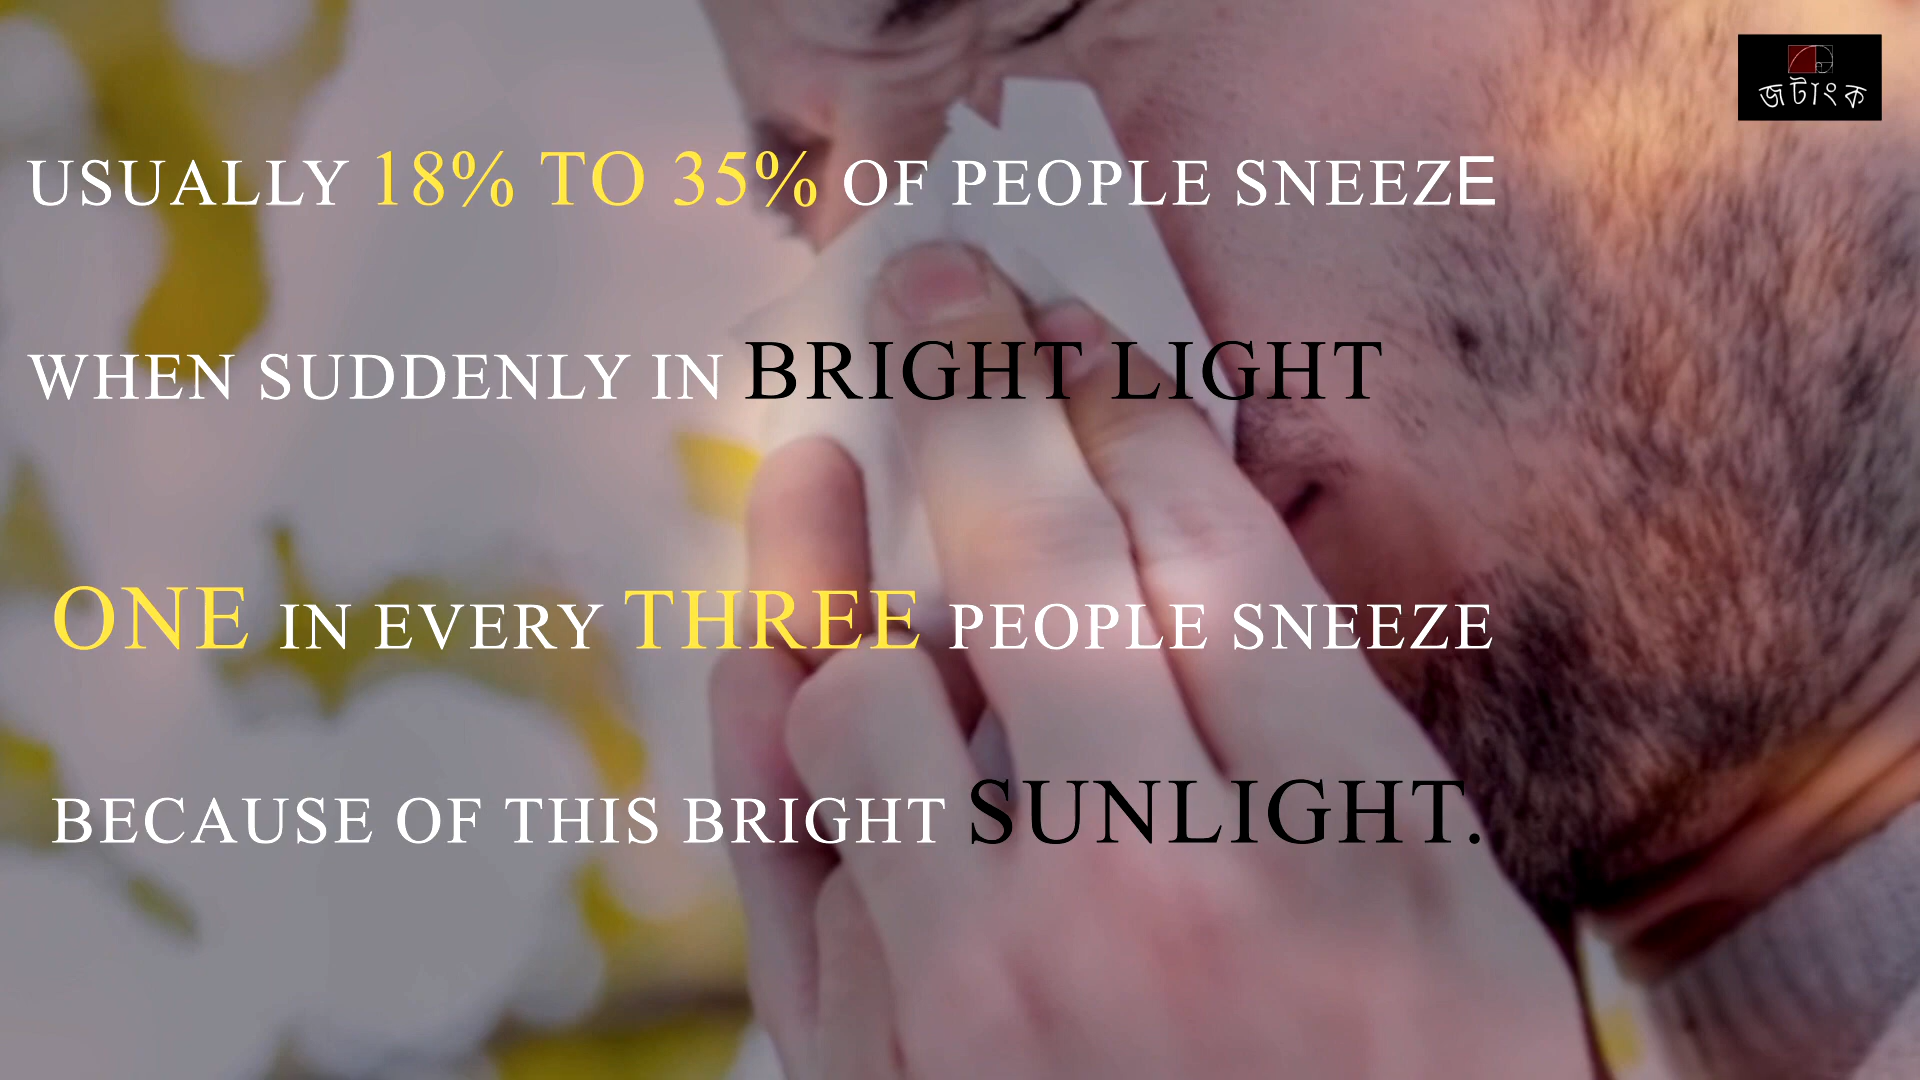 জটাংক
USUALLY 18% TO 35% OF PEOPLE SNEEZE
WHEN SUDDENLY IN BRIGHT LIGHT
ONE IN EVERY THREE PEOPLE SNEEZE
BECAUSE OF THIS BRIGHT SUNLIGHT.